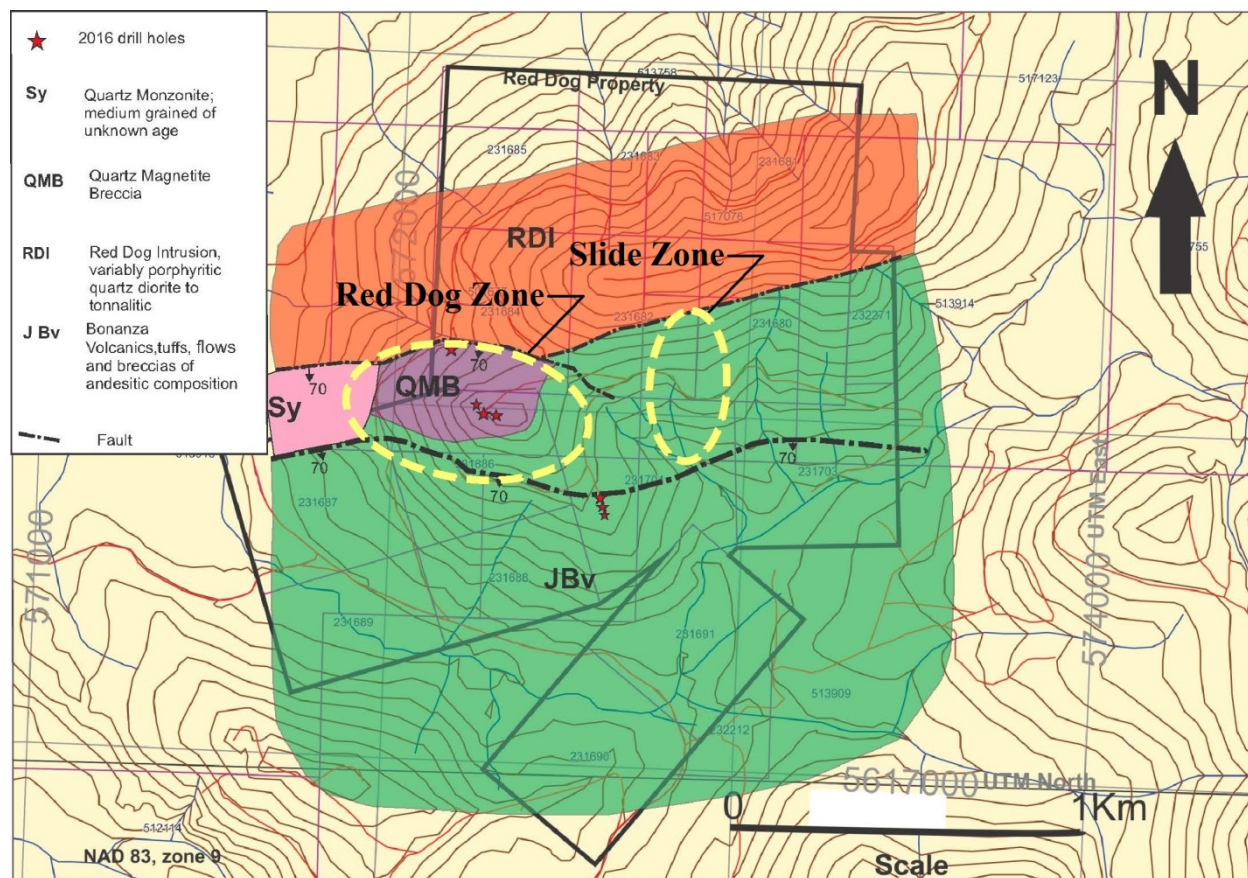 2016 drill holes
Sy
Quartz Monzonite;
medium grained of
unknown age
QMB
Quartz Magnetite
Breccia
RDI
Red Dog Intrusion,
variably porphyritic
quartz diorite to
tonnalitic
J Bv
Bonanza
Volcanics,tuffs, flows
and breccias of
andesitic composition
Fault
513758
Red Dog Property
517123
N
231685
231683
231681
572000
517076
RDI
Slide Zone
Red Dog Zone
231684
231682
231680
232271
513914
70
70
QMB
Sy
70
231886
70
70
231703
231687
571000
574000 UTM East
JBv
231688
231689
231691
513909
232212
231690
5617000 UTM North
0
1Km
512114
NAD 83, zone 9
Scale